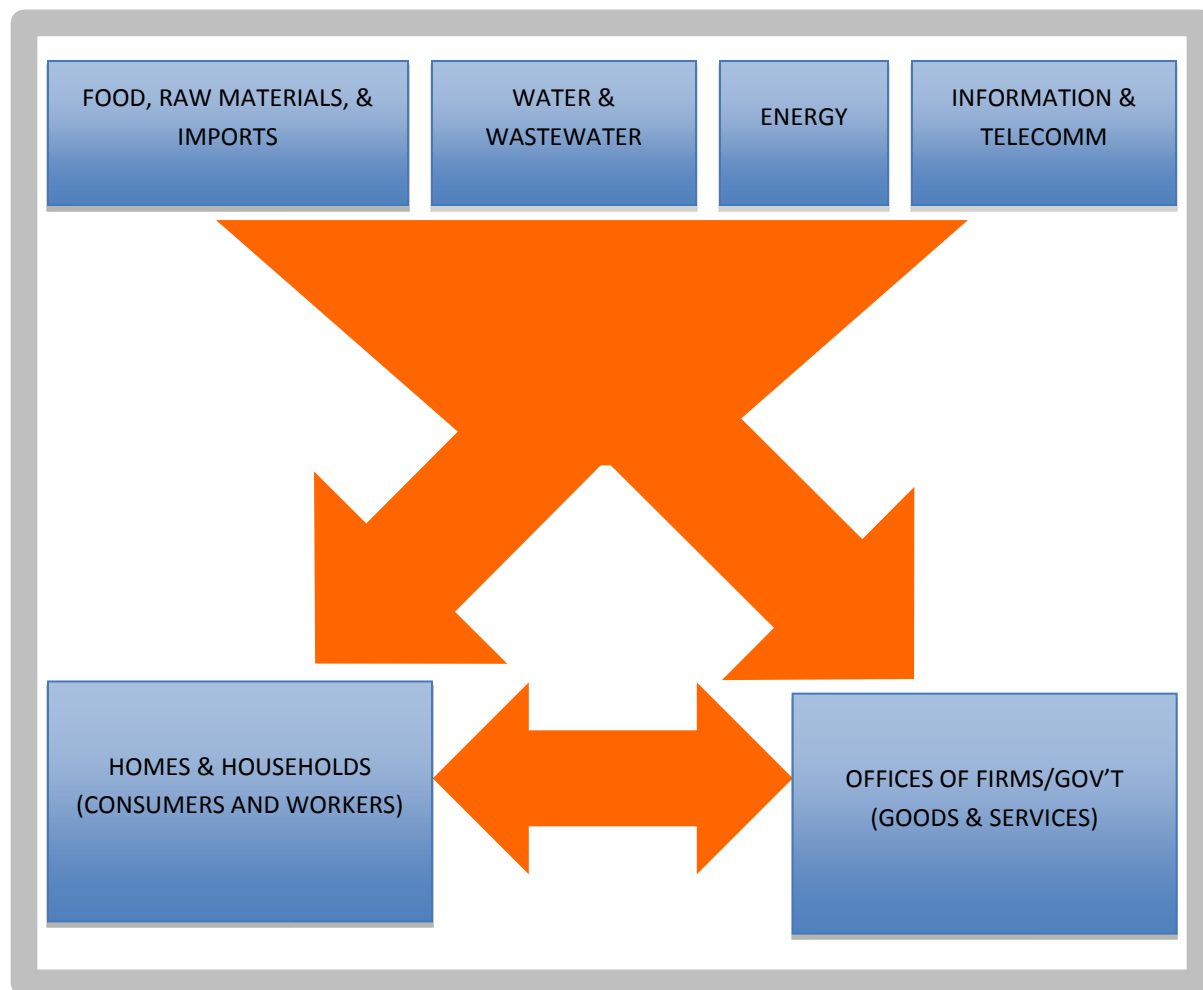 FOOD, RAW MATERIALS, &
IMPORTS
WATER &
WASTEWATER
ENERGY
INFORMATION &
TELECOMM
HOMES & HOUSEHOLDS
(CONSUMERS AND WORKERS)
OFFICES OF FIRMS/GOV’T
(GOODS & SERVICES)